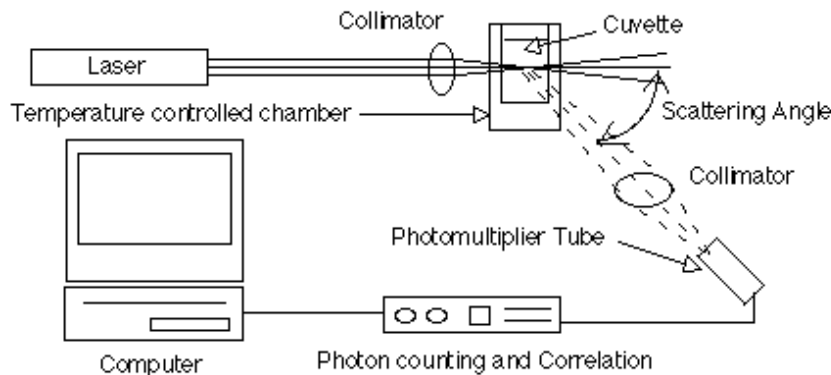 Collimator
Cuvette
Laser
Temperature controlled chamber
Scattering Angle
Collimator
Photomultiplier Tube
Computer
Photon counting and Correlation